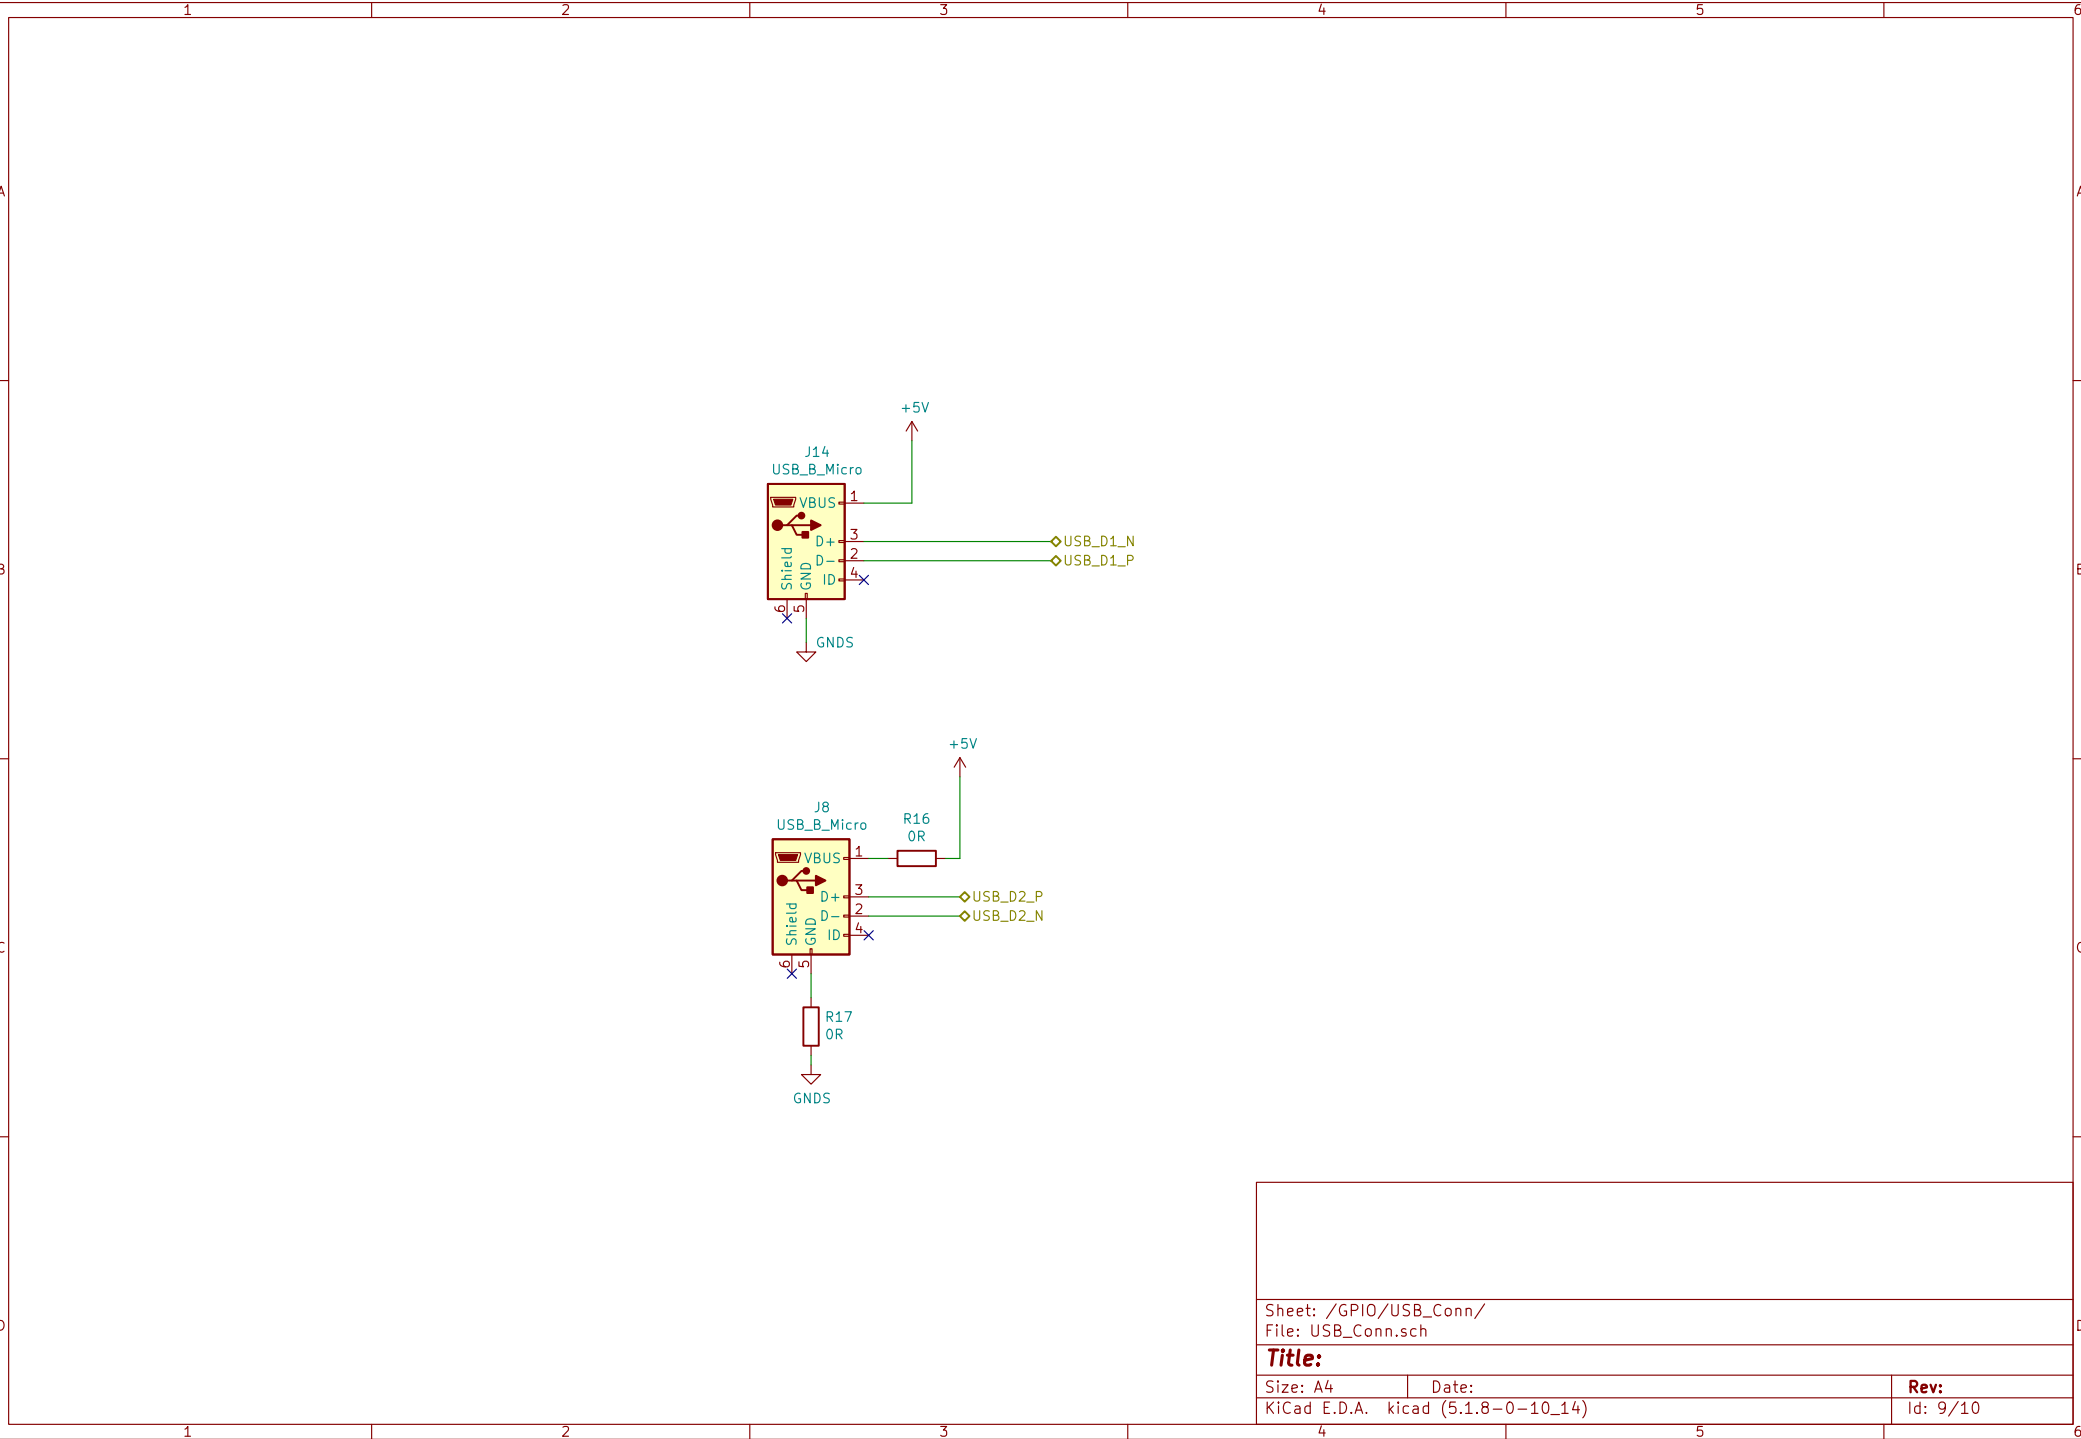 1 2 3 4 5 6
A A
+5V
J14
USB_B_Micro
VBUS 1
D+ 3 USB_D1_N
D- 2 USB_D1_P
ID 4
Shield
GND
6 5
GNDS
B B
+5V
J8
USB_B_Micro
R16
0R
VBUS 1
D+ 3 USB_D2_P
D- 2 USB_D2_N
ID 4
Shield
GND
6 5
C C
R17
0R
GNDS
Sheet: /GPIO/USB_Conn/
File: USB_Conn.sch
D D
Title:
Size: A4 Date: Rev:
KiCad E.D.A. kicad (5.1.8-0-10_14) Id: 9/10
1 2 3 4 5 6